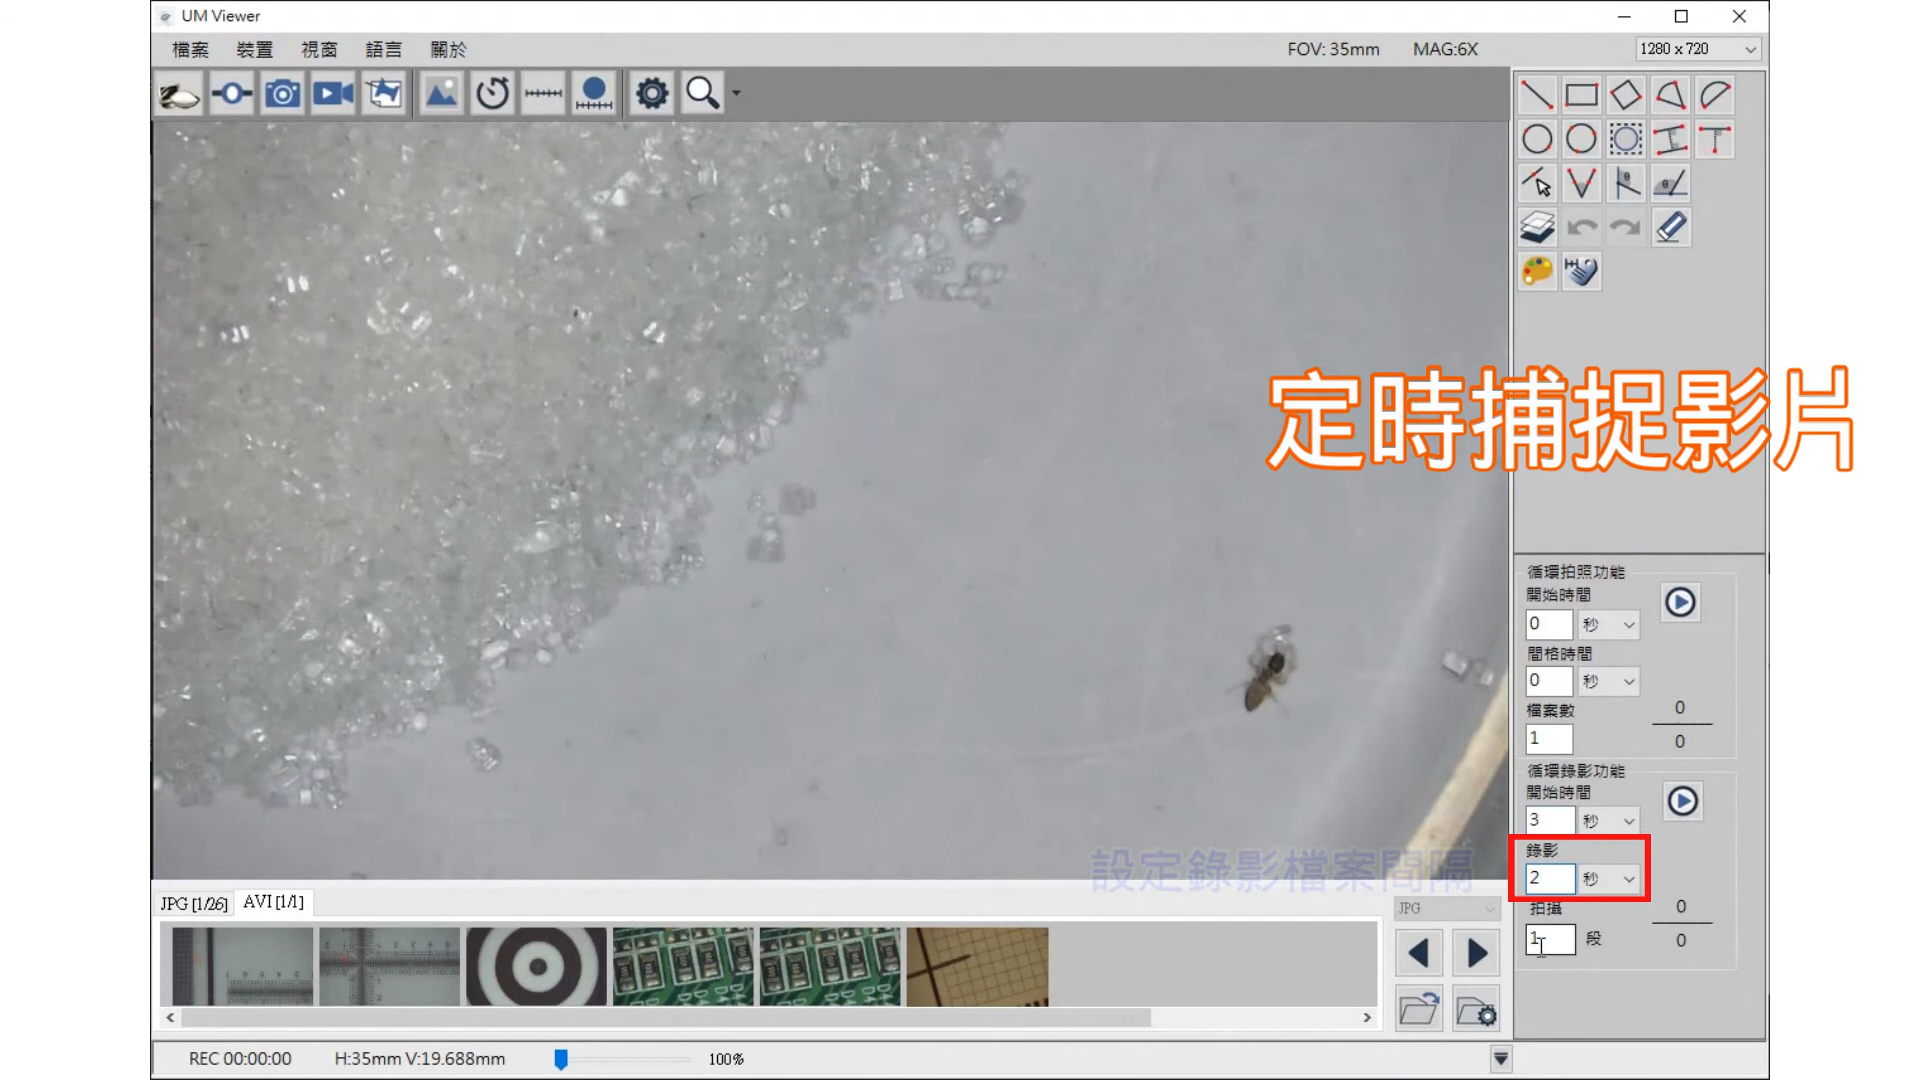 UM Viewer
檔案 裝置 視窗 語言 關於
FOV: 35mm MAG:6X 1280 x 720
定時捕捉影片
循環拍照功能
開始時間
0 秒
間格時間
0 秒
檔案數
1
0
0
循環錄影功能
開始時間
3 秒
錄影
2 秒
拍攝
1 段
0
0
設定錄影檔案間隔
JPG [1/26] AVI [1/1]
JPG
REC 00:00:00 H:35mm V:19.688mm 100%